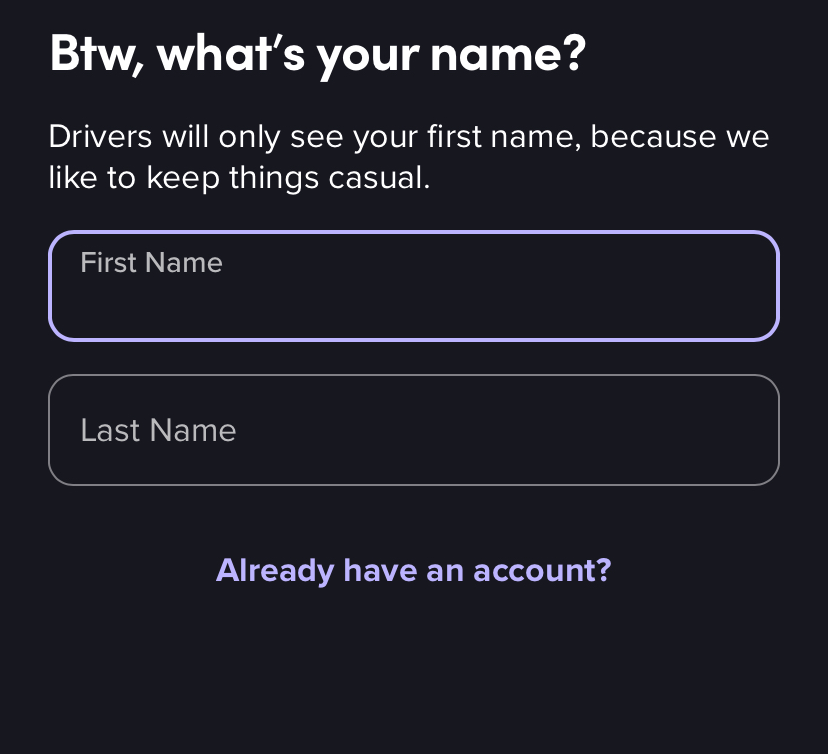 Btw, what’s your name?
Drivers will only see your first name, because we
like to keep things casual.
First Name
Last Name
Already have an account?